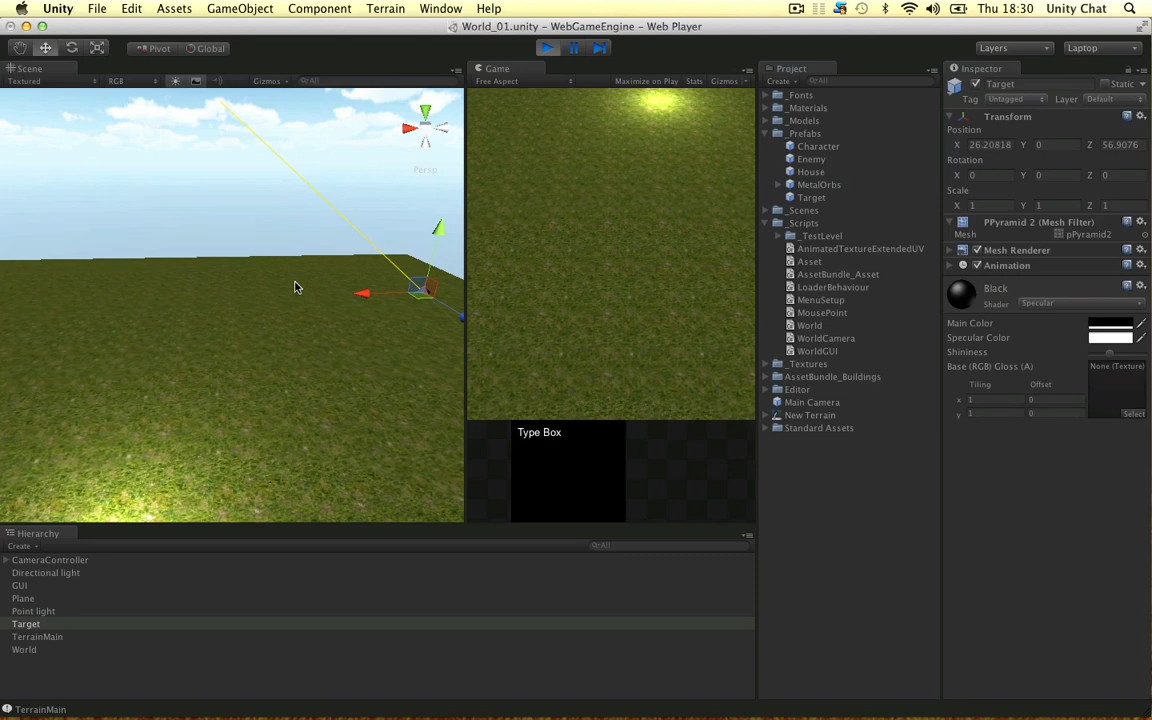 Unity File Edit Assets GameObject Component Terrain Window Help Thu 18:30 Unity Chat
World_01.unity – WebGameEngine – Web Player
Pivot Global Layers Laptop
Scene Game Project Inspector
Textured RGB Gizmos All Free Aspect Maximize on Play Stats Gizmos Create All
Target Static
Tag Untagged Layer Default
Transform
Position
X 26.20818 Y 0 Z 56.9076
Rotation
X 0 Y 0 Z 0
Scale
X 1 Y 1 Z 1
PPyramid 2 (Mesh Filter)
Mesh pPyramid2
Mesh Renderer
Animation
Black
Shader Specular
Main Color
Specular Color
Shininess
Base (RGB) Gloss (A)
None (Texture)
Tiling Offset
x 1 0
y 1 0
Select
_Fonts
_Materials
_Models
_Prefabs
Character
Enemy
House
MetalOrbs
Target
_Scenes
_Scripts
_TestLevel
AnimatedTextureExtendedUV
Asset
AssetBundle_Asset
LoaderBehaviour
MenuSetup
MousePoint
World
WorldCamera
WorldGUI
_Textures
AssetBundle_Buildings
Editor
Main Camera
New Terrain
Standard Assets
Persp
Type Box
Hierarchy
Create All
CameraController
Directional light
GUI
Plane
Point light
Target
TerrainMain
World
TerrainMain